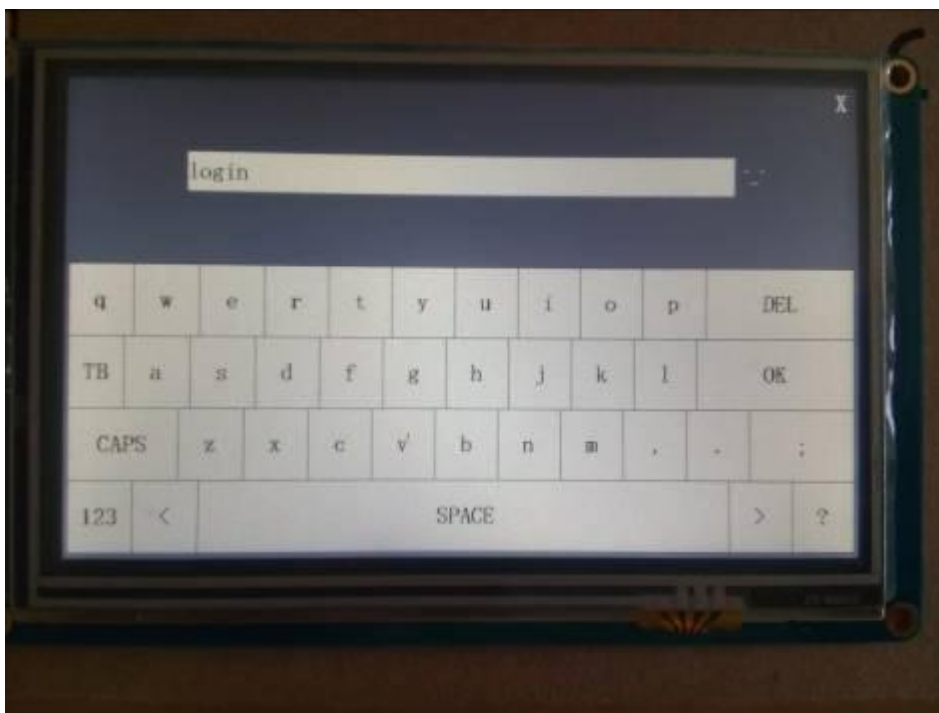 X
login
q w e r t y u i o p DEL
TB a s d f g h j k l OK
CAPS z x c v b n m , . ;
123 < SPACE > ?